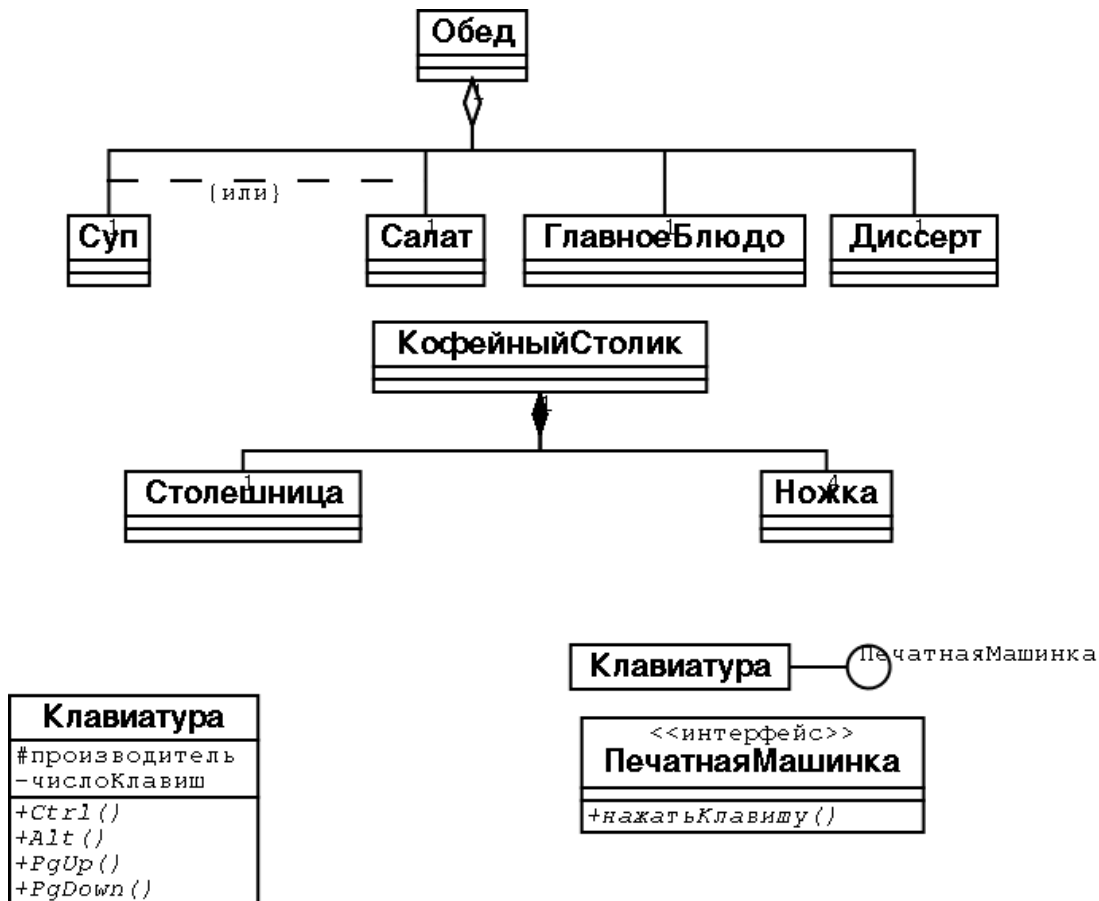 Обед
1
{или}
1 1 1 1
Суп Салат ГлавноеБлюдо Диссерт
КофейныйСтолик
1
1 4
Столешница Ножка
Клавиатура ПечатнаяМашинка
Клавиатура
#производитель
-числоКлавиш
+Ctrl()
+Alt()
+PgUp()
+PgDown()
<<интерфейс>>
ПечатнаяМашинка
+нажатьКлавишу()